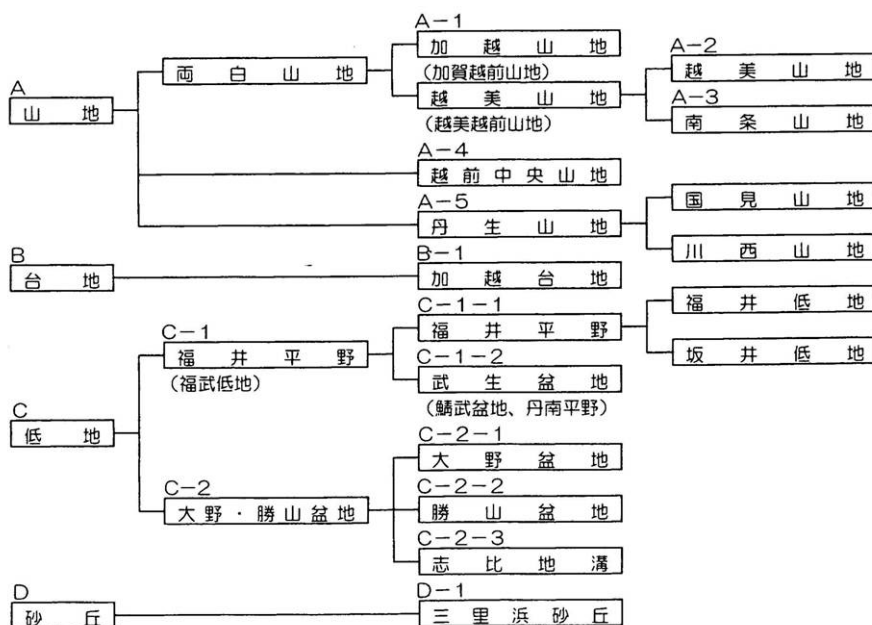 A
山地
両白山地
A-1
加越山地
(加賀越前山地)
越美山地
(越美越前山地)
A-2
越美山地
A-3
南条山地
A-4
越前中央山地
A-5
丹生山地
国見山地
川西山地
B
台地
B-1
加越台地
C
低地
C-1
福井平野
(福武低地)
C-1-1
福井平野
福井低地
坂井低地
C-1-2
武生盆地
(鯖武盆地、丹南平野)
C-2
大野・勝山盆地
C-2-1
大野盆地
C-2-2
勝山盆地
C-2-3
志比地溝
D
砂丘
D-1
三里浜砂丘